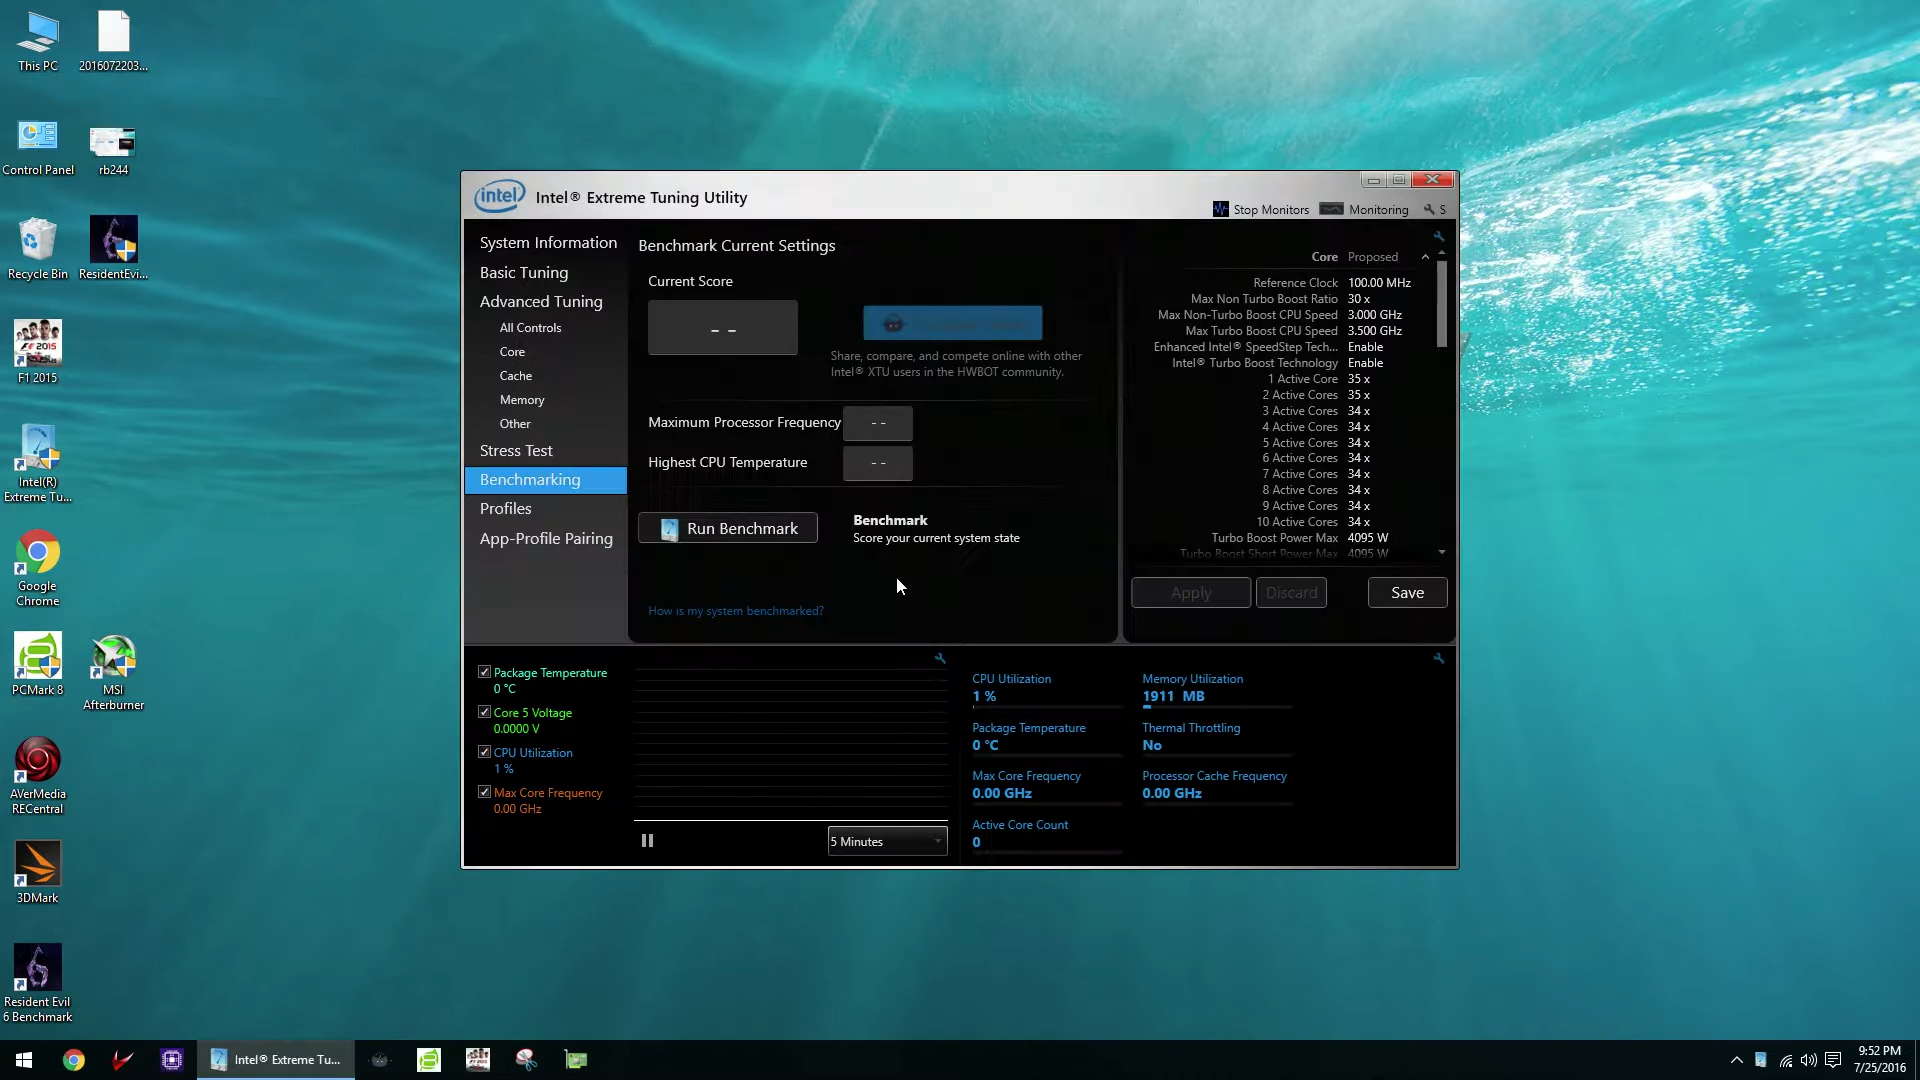 This PC
2016072203...
Control Panel
rb244
Recycle Bin
ResidentEvi...
F1 2015
Intel(R)
Extreme Tu...
Google
Chrome
PCMark 8
MSI
Afterburner
AVerMedia
RECentral
3DMark
Resident Evil
6 Benchmark
intel
Intel® Extreme Tuning Utility
Stop Monitors
Monitoring
S
System Information
Basic Tuning
Advanced Tuning
All Controls
Core
Cache
Memory
Other
Stress Test
Benchmarking
Profiles
App-Profile Pairing
Benchmark Current Settings
Current Score
- -
Share, compare, and compete online with other
Intel® XTU users in the HWBOT community.
Maximum Processor Frequency - -
Highest CPU Temperature - -
Run Benchmark
Benchmark
Score your current system state
How is my system benchmarked?
Core Proposed
Reference Clock 100.00 MHz
Max Non Turbo Boost Ratio 30 x
Max Non-Turbo Boost CPU Speed 3.000 GHz
Max Turbo Boost CPU Speed 3.500 GHz
Enhanced Intel® SpeedStep Tech... Enable
Intel® Turbo Boost Technology Enable
1 Active Core 35 x
2 Active Cores 35 x
3 Active Cores 34 x
4 Active Cores 34 x
5 Active Cores 34 x
6 Active Cores 34 x
7 Active Cores 34 x
8 Active Cores 34 x
9 Active Cores 34 x
10 Active Cores 34 x
Turbo Boost Power Max 4095 W
Turbo Boost Short Power Max 4095 W
Apply
Discard
Save
Package Temperature
0 °C
Core 5 Voltage
0.0000 V
CPU Utilization
1 %
Max Core Frequency
0.00 GHz
5 Minutes
CPU Utilization
1 %
Memory Utilization
1911 MB
Package Temperature
0 °C
Thermal Throttling
No
Max Core Frequency
0.00 GHz
Processor Cache Frequency
0.00 GHz
Active Core Count
0
Intel® Extreme Tu...
9:52 PM
7/25/2016